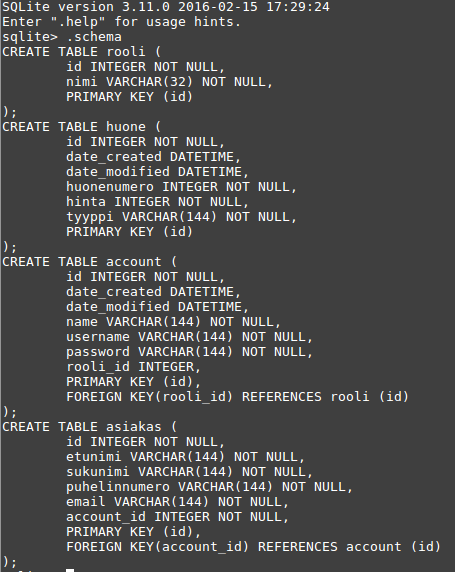 SQLite version 3.11.0 2016-02-15 17:29:24
Enter ".help" for usage hints.
sqlite> .schema
CREATE TABLE rooli (
        id INTEGER NOT NULL,
        nimi VARCHAR(32) NOT NULL,
        PRIMARY KEY (id)
);
CREATE TABLE huone (
        id INTEGER NOT NULL,
        date_created DATETIME,
        date_modified DATETIME,
        huonenumero INTEGER NOT NULL,
        hinta INTEGER NOT NULL,
        tyyppi VARCHAR(144) NOT NULL,
        PRIMARY KEY (id)
);
CREATE TABLE account (
        id INTEGER NOT NULL,
        date_created DATETIME,
        date_modified DATETIME,
        name VARCHAR(144) NOT NULL,
        username VARCHAR(144) NOT NULL,
        password VARCHAR(144) NOT NULL,
        rooli_id INTEGER,
        PRIMARY KEY (id),
        FOREIGN KEY(rooli_id) REFERENCES rooli (id)
);
CREATE TABLE asiakas (
        id INTEGER NOT NULL,
        etunimi VARCHAR(144) NOT NULL,
        sukunimi VARCHAR(144) NOT NULL,
        puhelinnumero VARCHAR(144) NOT NULL,
        email VARCHAR(144) NOT NULL,
        account_id INTEGER NOT NULL,
        PRIMARY KEY (id),
        FOREIGN KEY(account_id) REFERENCES account (id)
);